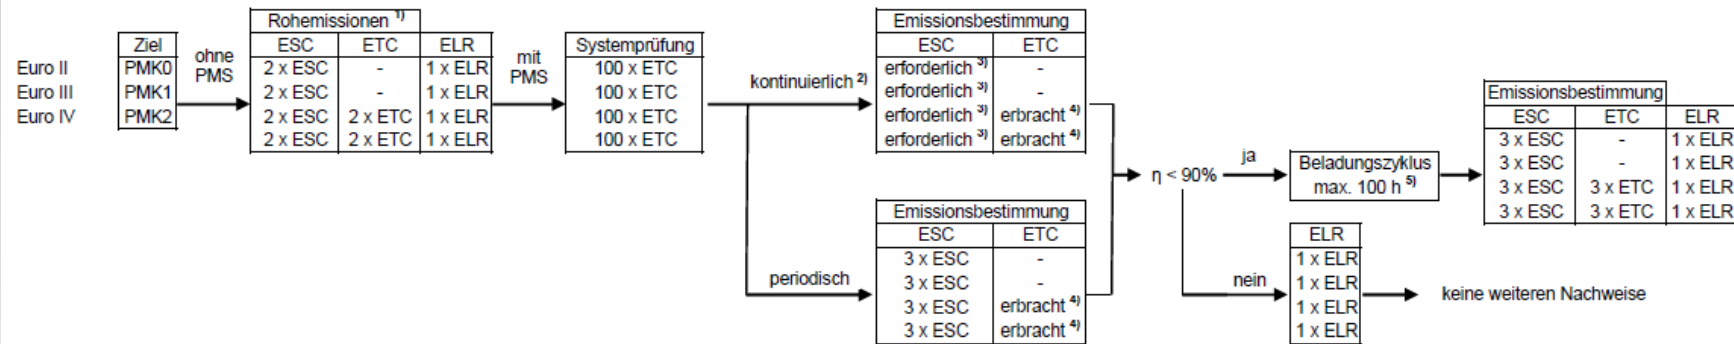 Rohemissionen 1)
Ziel ESC ETC ELR
Euro II PMK0 2 x ESC - 1 x ELR
Euro III PMK1 2 x ESC - 1 x ELR
Euro IV PMK2 2 x ESC 2 x ETC 1 x ELR
2 x ESC 2 x ETC 1 x ELR
ohne
PMS
mit
PMS
Systemprüfung
100 x ETC
100 x ETC
100 x ETC
100 x ETC
kontinuierlich 2)
Emissionsbestimmung
ESC ETC
erforderlich 3) -
erforderlich 3) -
erforderlich 3) erbracht 4)
erforderlich 3) erbracht 4)
periodisch
Emissionsbestimmung
ESC ETC
3 x ESC -
3 x ESC -
3 x ESC erbracht 4)
3 x ESC erbracht 4)
η < 90%
ja
Beladungszyklus
max. 100 h 5)
Emissionsbestimmung
ESC ETC ELR
3 x ESC - 1 x ELR
3 x ESC - 1 x ELR
3 x ESC 3 x ETC 1 x ELR
3 x ESC 3 x ETC 1 x ELR
nein
ELR
1 x ELR
1 x ELR
1 x ELR
1 x ELR
keine weiteren Nachweise